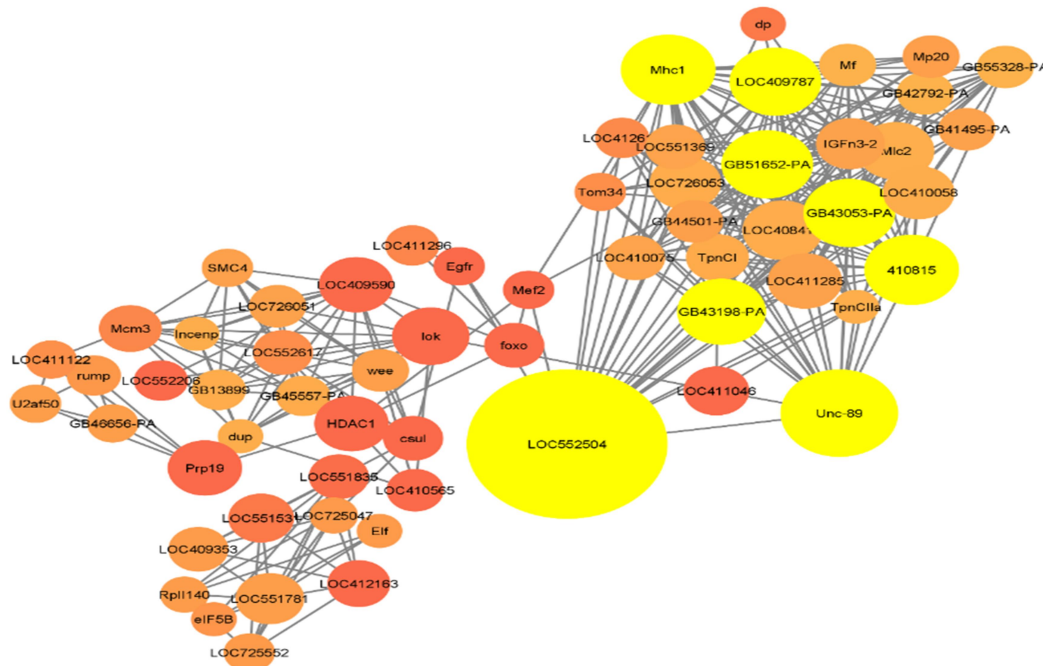 dp
Mhc1
LOC409787
Mf
Mp20
GB55328-PA
GB42792-PA
GB41495-PA
LOC41261
LOC551369
GB51652-PA
IGFn3-2
Mlc2
Tom34
LOC726053
LOC410058
GB44501-PA
LOC40841
GB43053-PA
LOC411296
SMC4
Egfr
LOC410075
TpnCI
LOC411285
410815
LOC409590
Mef2
LOC726051
GB43198-PA
TpnCIIa
Mcm3
Incenp
lok
foxo
LOC411122
LOC552617
rump
LOC552206
wee
GB13899
GB45557-PA
LOC411046
U2af50
GB46656-PA
Unc-89
HDAC1
dup
csul
LOC552504
Prp19
LOC551835
LOC410565
LOC551531
LOC725047
Elf
LOC409353
LOC412163
RpII140
LOC551781
eIF5B
LOC725552